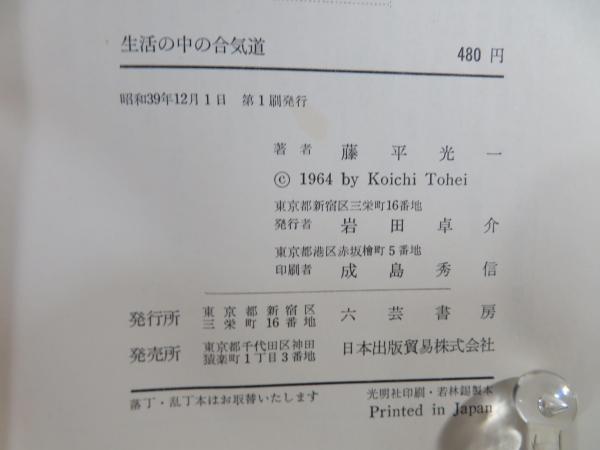 生活の中の合気道 480 円
昭和39年12月1日 第1刷発行
著者 藤平光一
© 1964 by Koichi Tohei
東京都新宿区三栄町16番地
発行者 岩田卓介
東京都港区赤坂檜町5番地
印刷者 成島秀信
発行所 東京都新宿区三栄町16番地 六芸書房
発売所 東京都千代田区神田猿楽町1丁目3番地 日本出版貿易株式会社
落丁・乱丁本はお取替いたします 光明社印刷・若林錫製本
Printed in Japan